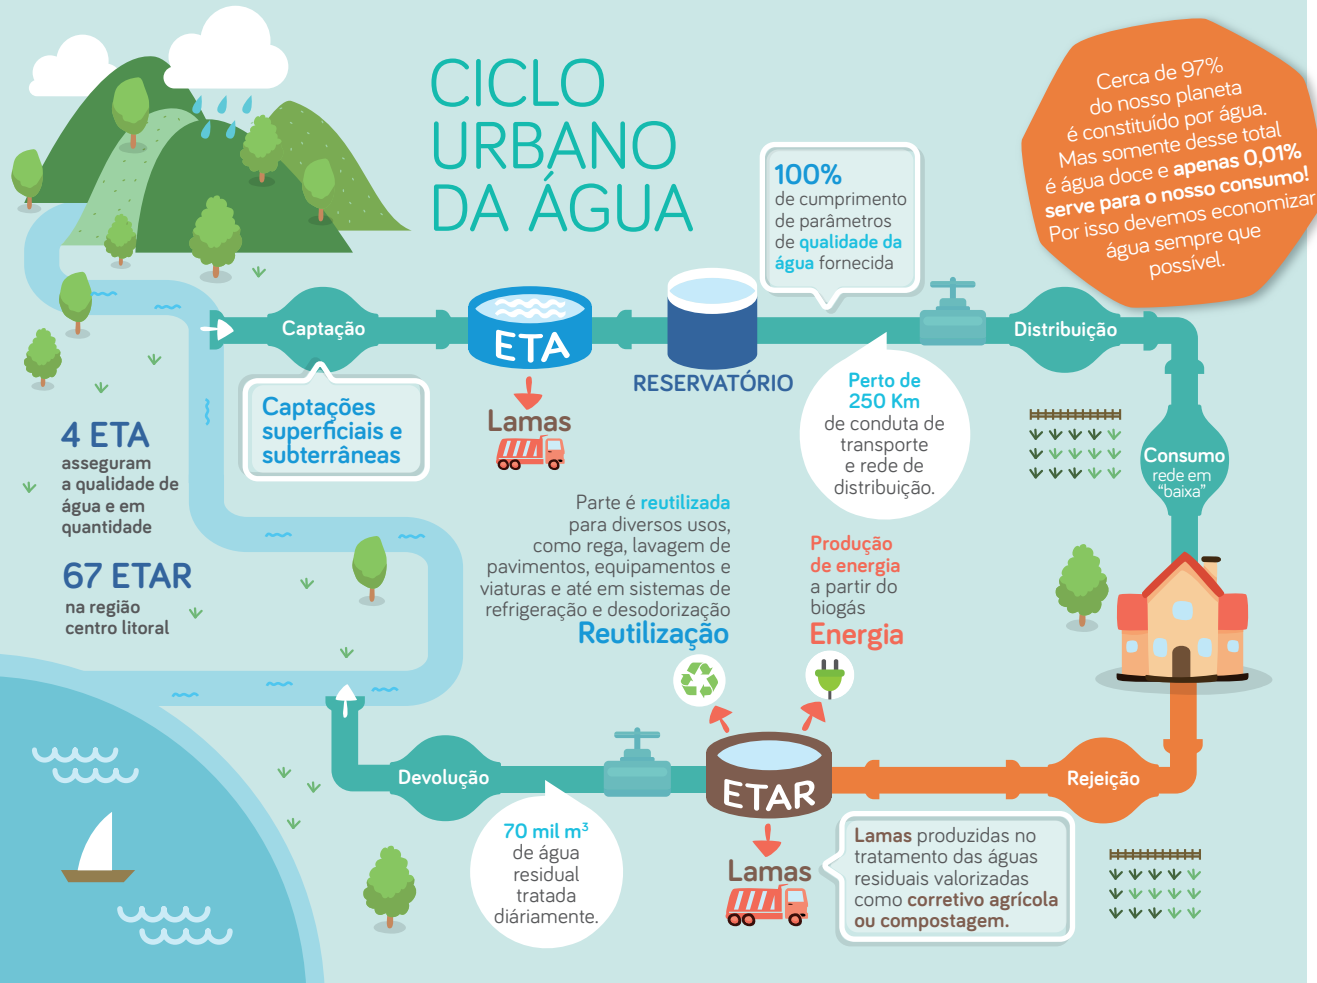 CICLO
URBANO
DA ÁGUA
Cerca de 97%
do nosso planeta
é constituído por água.
Mas somente desse total
é água doce e apenas 0,01%
serve para o nosso consumo!
Por isso devemos economizar
água sempre que
possível.
100%
de cumprimento
de parâmetros
de qualidade da
água fornecida
Captação
ETA
RESERVATÓRIO
Distribuição
Captações
superficiais e
subterrâneas
Lamas
Perto de
250 Km
de conduta de
transporte
e rede de
distribuição.
Consumo
rede em
“baixa”
4 ETA
asseguram
a qualidade de
água e em
quantidade
67 ETAR
na região
centro litoral
Parte é reutilizada
para diversos usos,
como rega, lavagem de
pavimentos, equipamentos e
viaturas e até em sistemas de
refrigeração e desodorização
Reutilização
Produção
de energia
a partir do
biogás
Energia
Devolução
ETAR
Rejeição
70 mil m³
de água
residual
tratada
diáriamente.
Lamas
Lamas produzidas no
tratamento das águas
residuais valorizadas
como corretivo agrícola
ou compostagem.